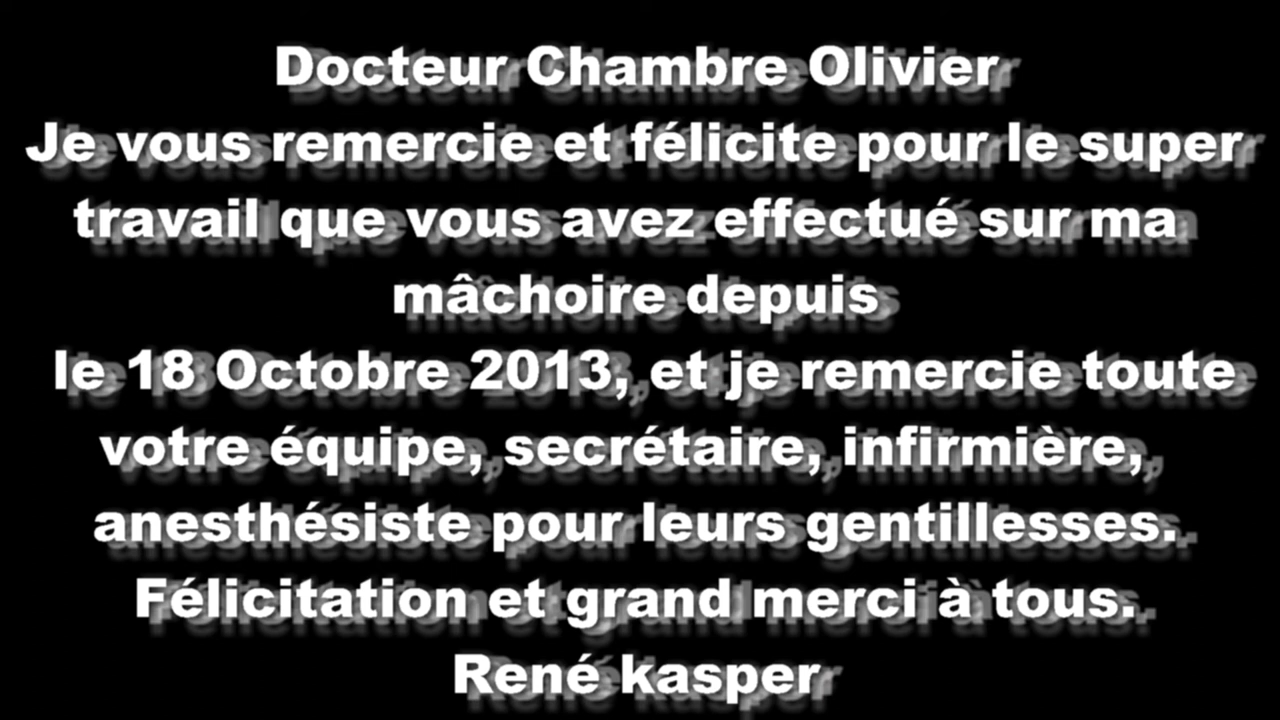 Docteur Chambre Olivier
Je vous remercie et félicite pour le super
travail que vous avez effectué sur ma
mâchoire depuis
le 18 Octobre 2013, et je remercie toute
votre équipe, secrétaire, infirmière,
anesthésiste pour leurs gentillesses.
Félicitation et grand merci à tous.
René kasper